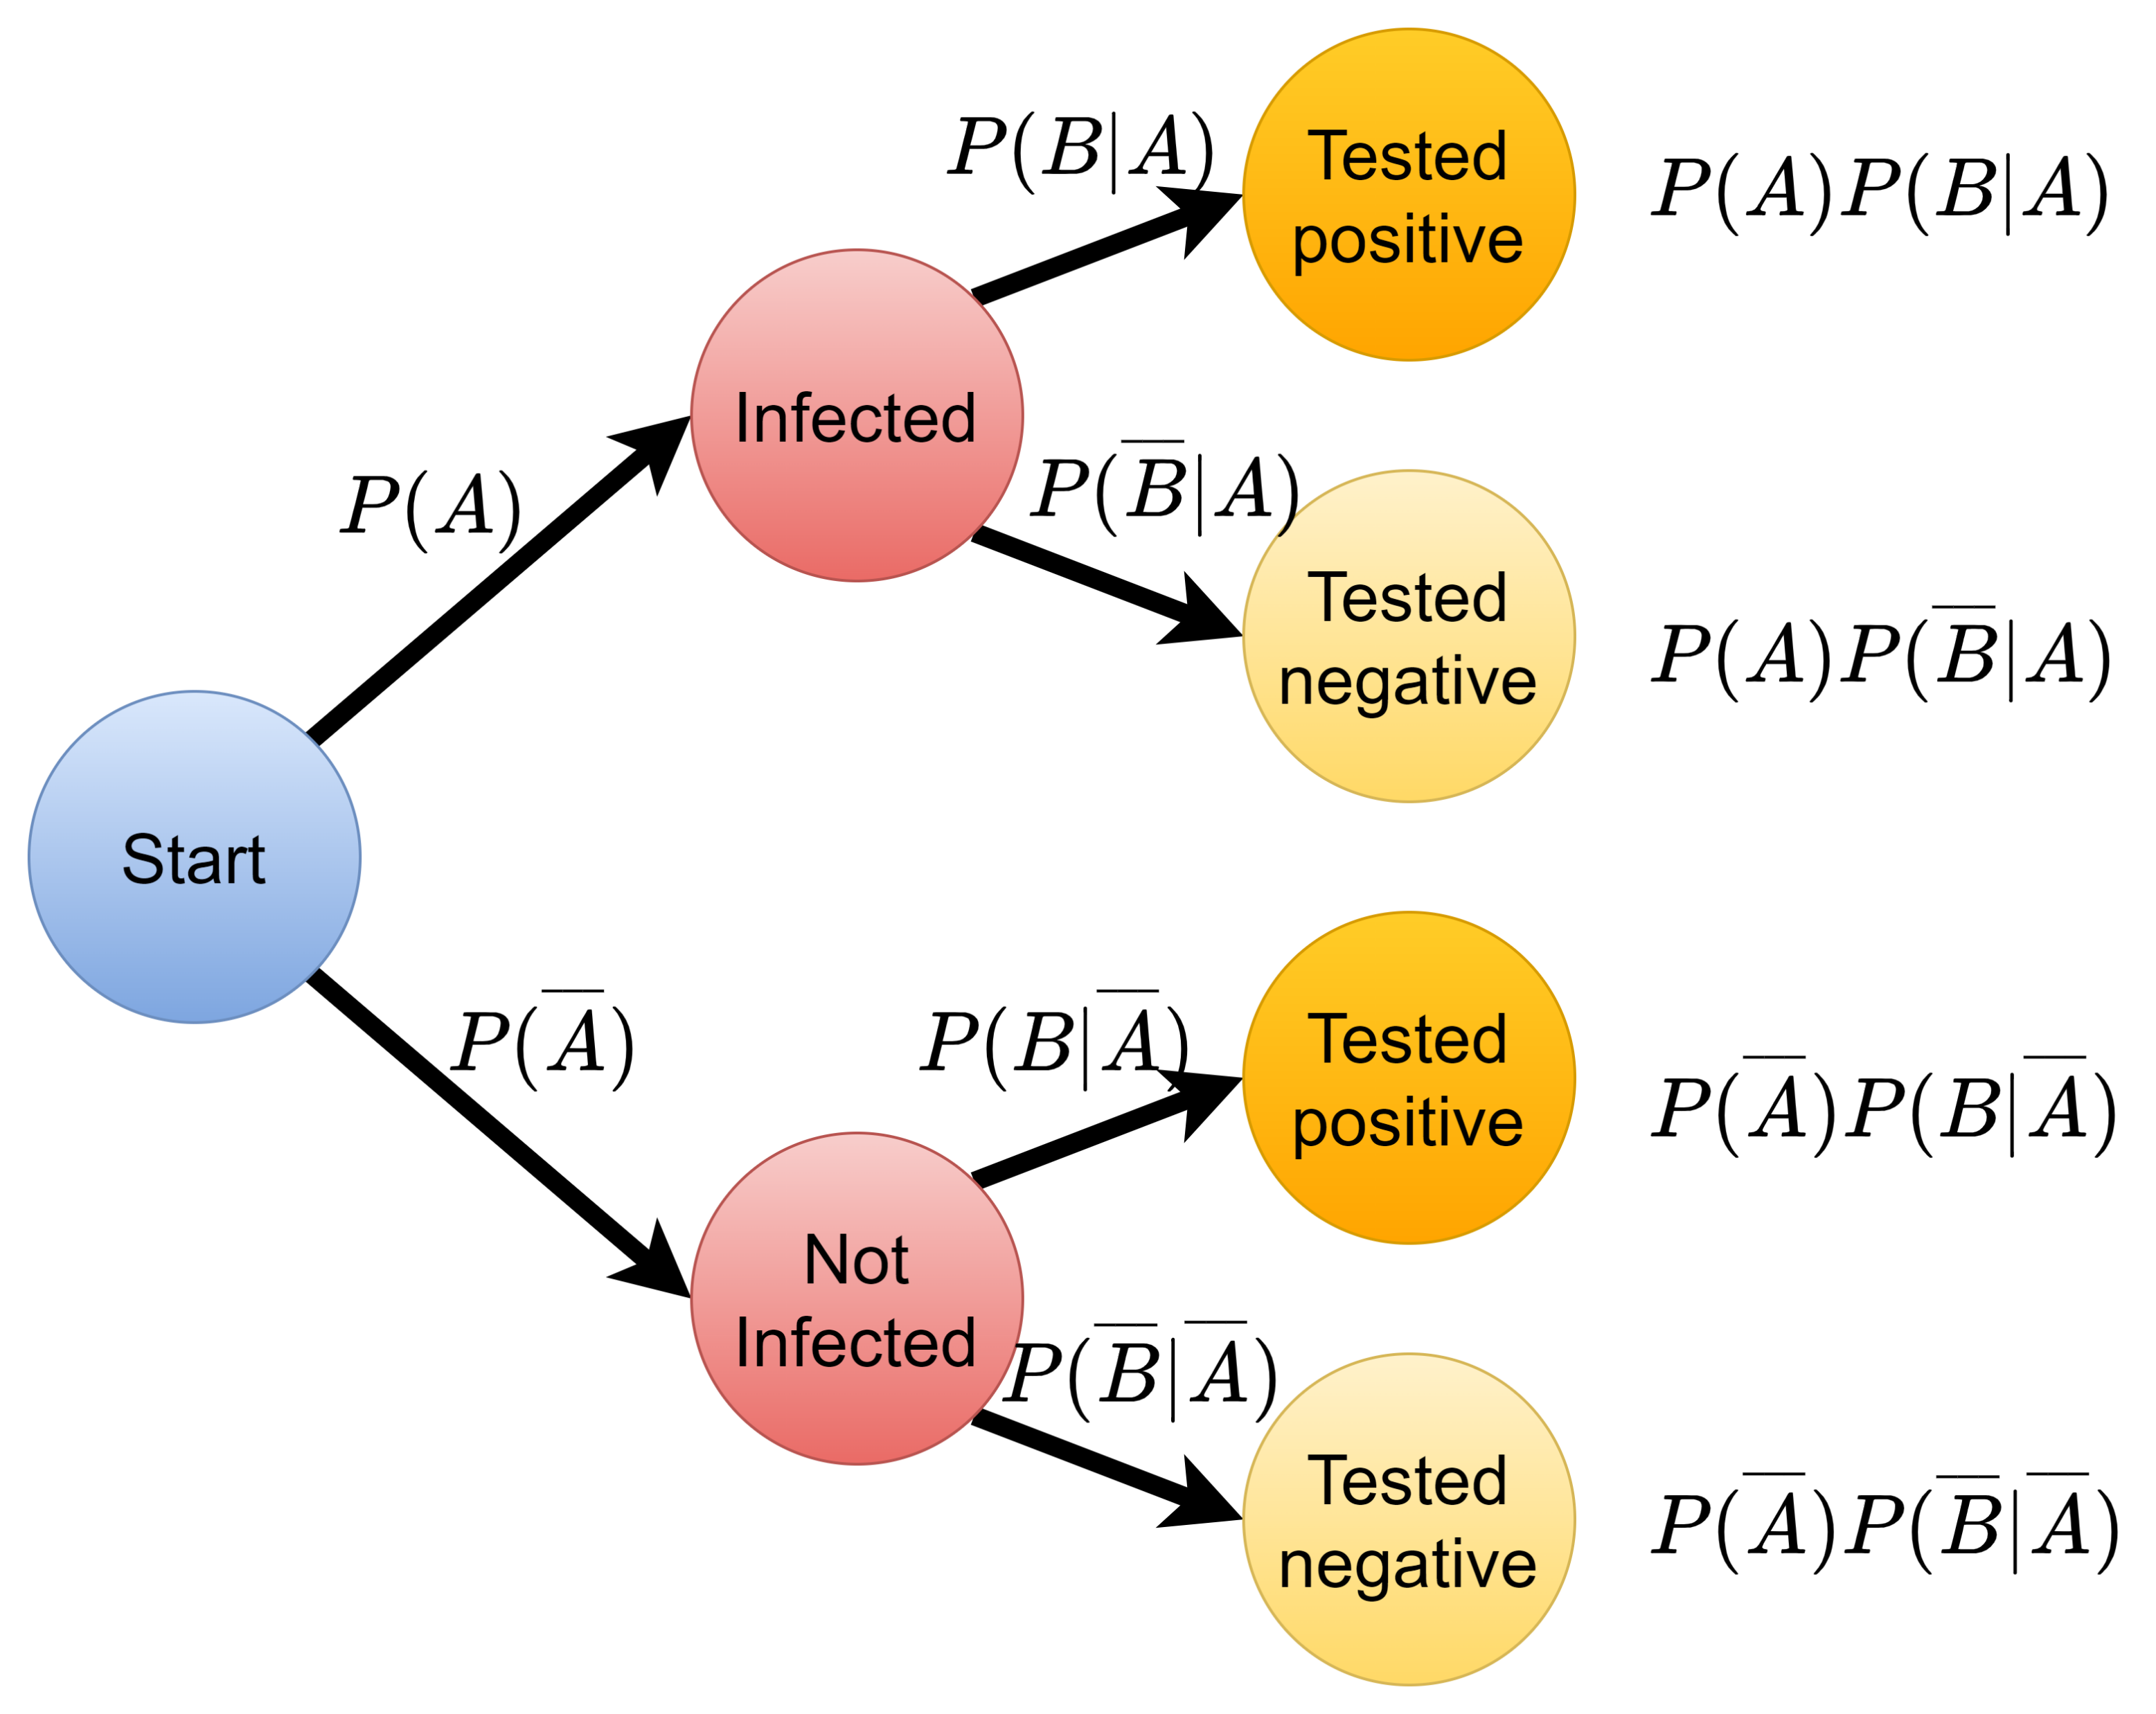 P(B|A)
Tested
positive
P(A)P(B|A)
Infected
P(A)
P(B̅|A)
Tested
negative
P(A)P(B̅|A)
Start
P(A̅)
P(B|A̅)
Tested
positive
P(A̅)P(B|A̅)
Not
Infected
P(B̅|A̅)
Tested
negative
P(A̅)P(B̅|A̅)